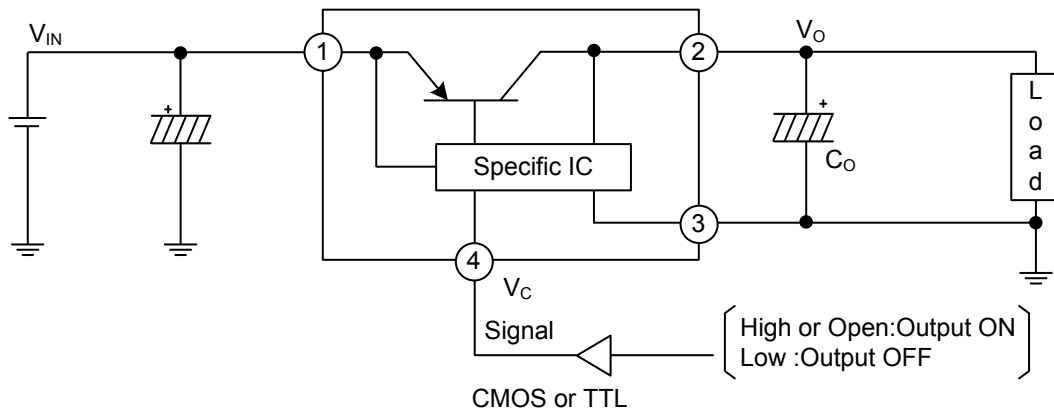 V_IN
1
2
V_O
+
+
L
o
a
d
Specific IC
C_O
3
4
V_C
Signal
High or Open:Output ON
Low :Output OFF
CMOS or TTL